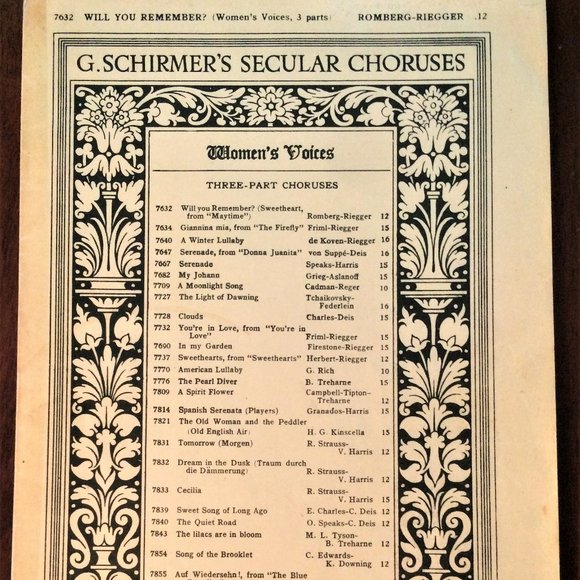 7632 WILL YOU REMEMBER? (Women's Voices, 3 parts) ROMBERG-RIEGGER .12
G. SCHIRMER'S SECULAR CHORUSES
Women's Voices
THREE-PART CHORUSES
7632 Will you Remember? (Sweetheart,
from "Maytime") Romberg-Riegger 12
7634 Giannina mia, from "The Firefly" Friml-Riegger 15
7640 A Winter Lullaby de Koven-Riegger 16
7647 Serenade, from "Donna Juanita" von Suppé-Deis 16
7667 Serenade Speaks-Harris 15
7682 My Johann Grieg-Aslanoff 15
7709 A Moonlight Song Cadman-Reger 10
7727 The Light of Dawning Tchaikovsky-
Federlein 16
7728 Clouds Charles-Deis 15
7732 You're in Love, from "You're in
Love" Friml-Riegger 15
7690 In my Garden Firestone-Riegger 15
7737 Sweethearts, from "Sweethearts" Herbert-Riegger 12
7770 American Lullaby G. Rich 10
7776 The Pearl Diver B. Treharne 15
7809 A Spirit Flower Campbell-Tipton-
Treharne 12
7814 Spanish Serenata (Players) Granados-Harris 15
7821 The Old Woman and the Peddler
(Old English Air) H. G. Kinscella 15
7831 Tomorrow (Morgen) R. Strauss-
V. Harris 12
7832 Dream in the Dusk (Traum durch
die Dämmerung) R. Strauss-
V. Harris 12
7833 Cecilia R. Strauss-
V. Harris 15
7839 Sweet Song of Long Ago E. Charles-C. Deis 12
7840 The Quiet Road O. Speaks-C. Deis 12
7843 The lilacs are in bloom M. L. Tyson-
B. Treharne 12
7854 Song of the Brooklet C. Edwards-
K. Downing 12
7855 Auf Wiedersehn!, from "The Blue